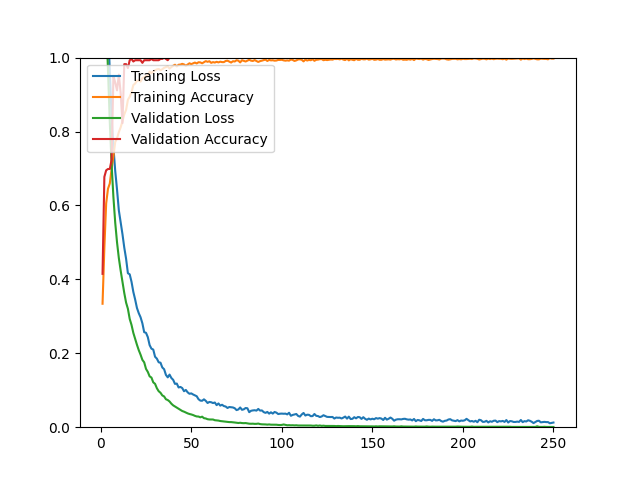 1.0
0.8
0.6
0.4
0.2
0.0
Training Loss
Training Accuracy
Validation Loss
Validation Accuracy
0 50 100 150 200 250